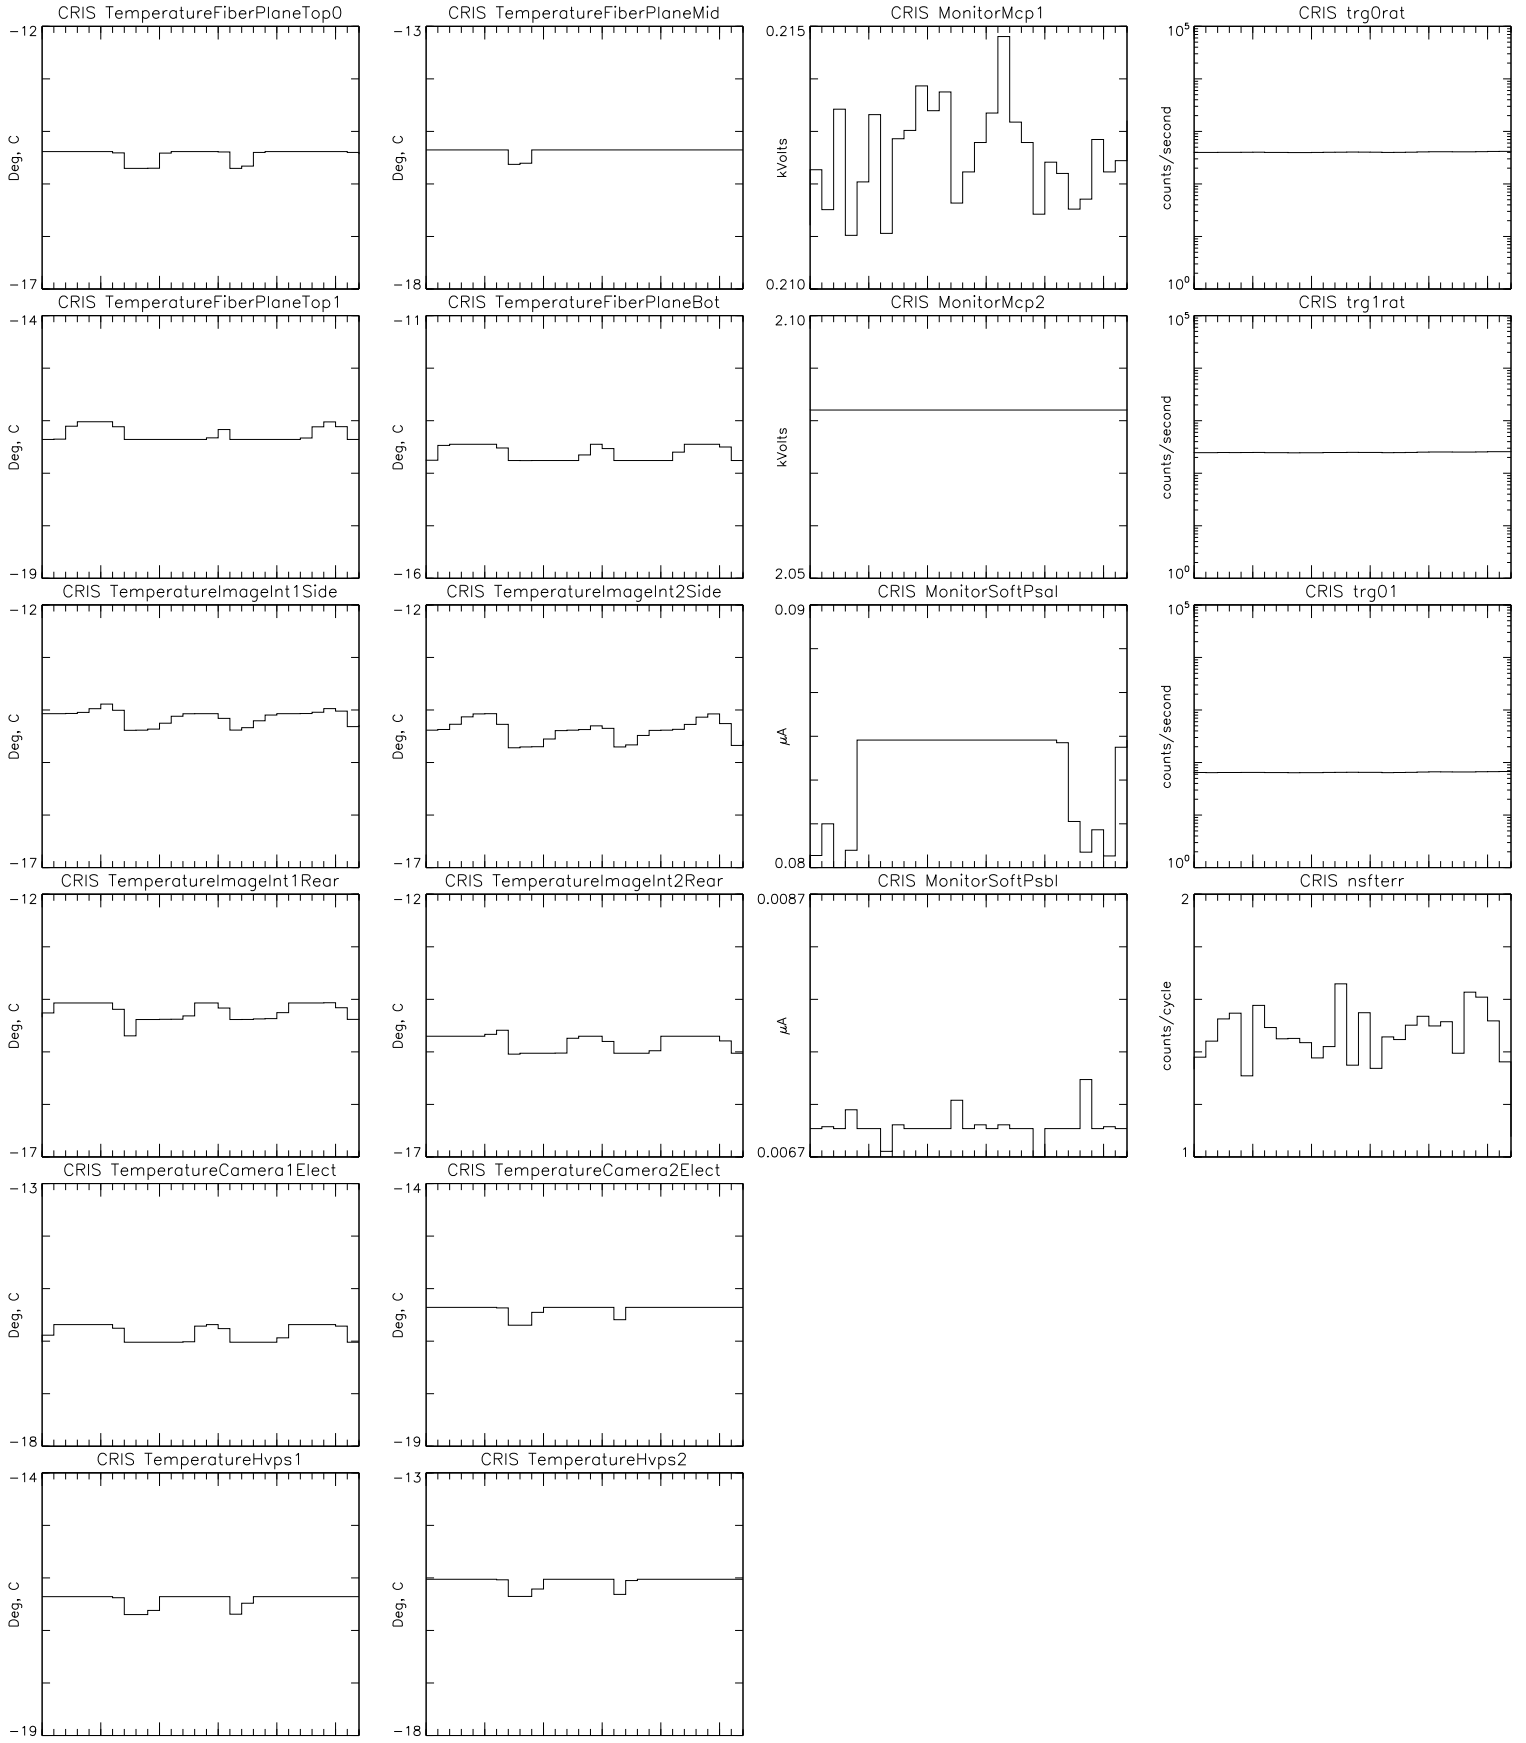 CRIS TemperatureFiberPlaneTop0
-12
Deg, C
-17
CRIS TemperatureFiberPlaneMid
-13
Deg, C
-18
CRIS MonitorMcp1
0.215
kVolts
0.210
CRIS trg0rat
10^5
counts/second
10^0
CRIS TemperatureFiberPlaneTop1
-14
Deg, C
-19
CRIS TemperatureFiberPlaneBot
-11
Deg, C
-16
CRIS MonitorMcp2
2.10
kVolts
2.05
CRIS trg1rat
10^5
counts/second
10^0
CRIS TemperatureImageInt1Side
-12
Deg, C
-17
CRIS TemperatureImageInt2Side
-12
Deg, C
-17
CRIS MonitorSoftPsaI
0.09
μA
0.08
CRIS trg01
10^5
counts/second
10^0
CRIS TemperatureImageInt1Rear
-12
Deg, C
-17
CRIS TemperatureImageInt2Rear
-12
Deg, C
-17
CRIS MonitorSoftPsbI
0.0087
μA
0.0067
CRIS nsfterr
2
counts/cycle
1
CRIS TemperatureCamera1Elect
-13
Deg, C
-18
CRIS TemperatureCamera2Elect
-14
Deg, C
-19
CRIS TemperatureHvps1
-14
Deg, C
-19
CRIS TemperatureHvps2
-13
Deg, C
-18